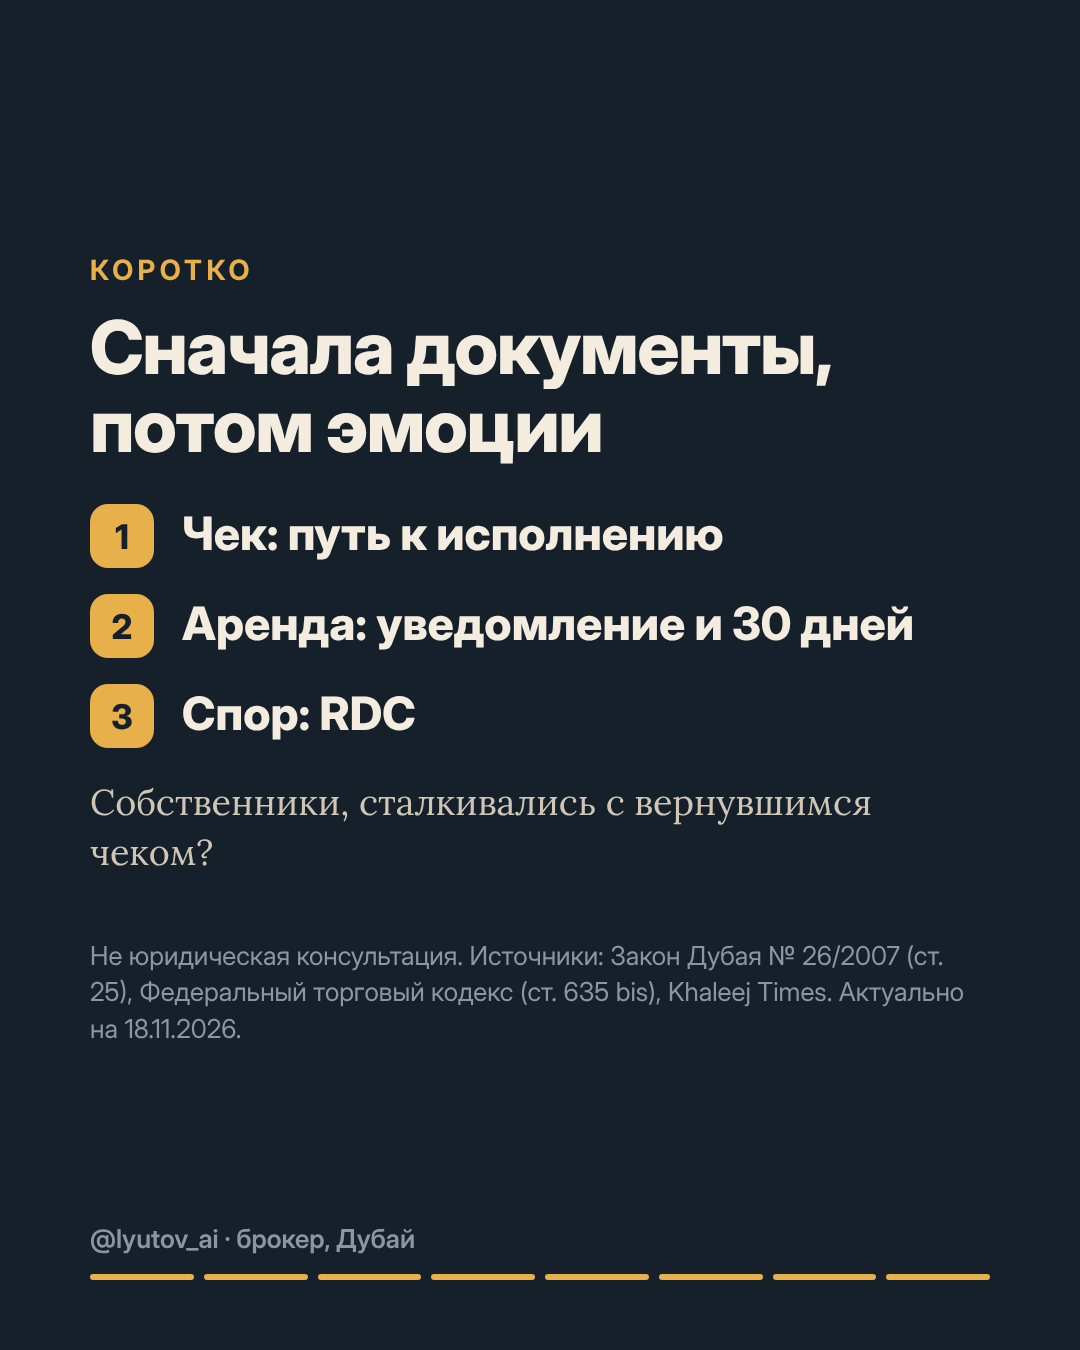 КОРОТКО
Сначала документы,
потом эмоции
1 Чек: путь к исполнению
2 Аренда: уведомление и 30 дней
3 Спор: RDC
Собственники, сталкивались с вернувшимся
чеком?
Не юридическая консультация. Источники: Закон Дубая № 26/2007 (ст.
25), Федеральный торговый кодекс (ст. 635 bis), Khaleej Times. Актуально
на 18.11.2026.
@lyutov_ai · брокер, Дубай